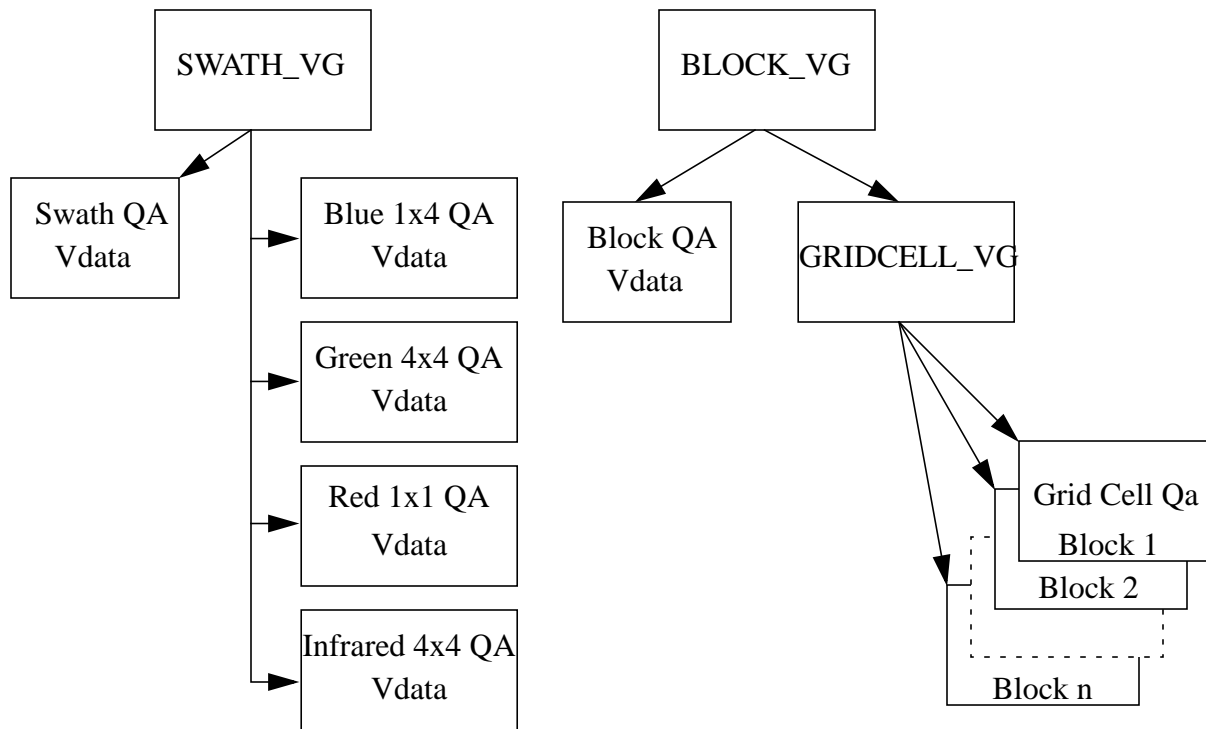 SWATH_VG
Swath QA
Vdata
Blue 1x4 QA
Vdata
Green 4x4 QA
Vdata
Red 1x1 QA
Vdata
Infrared 4x4 QA
Vdata
BLOCK_VG
Block QA
Vdata
GRIDCELL_VG
Grid Cell Qa
Block 1
Block 2
Block n